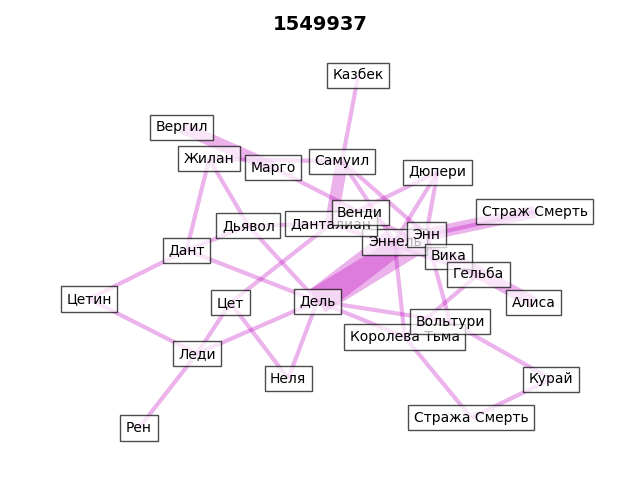 1549937
Казбек
Вергил
Жилан
Марго
Самуил
Дюпери
Страж Смерть
Венди
Данталиан
Дьявол
Энн
Эннель
Вика
Дант
Гельба
Цетин
Цет
Дель
Алиса
Вольтури
Королева Тьма
Леди
Неля
Курай
Стража Смерть
Рен